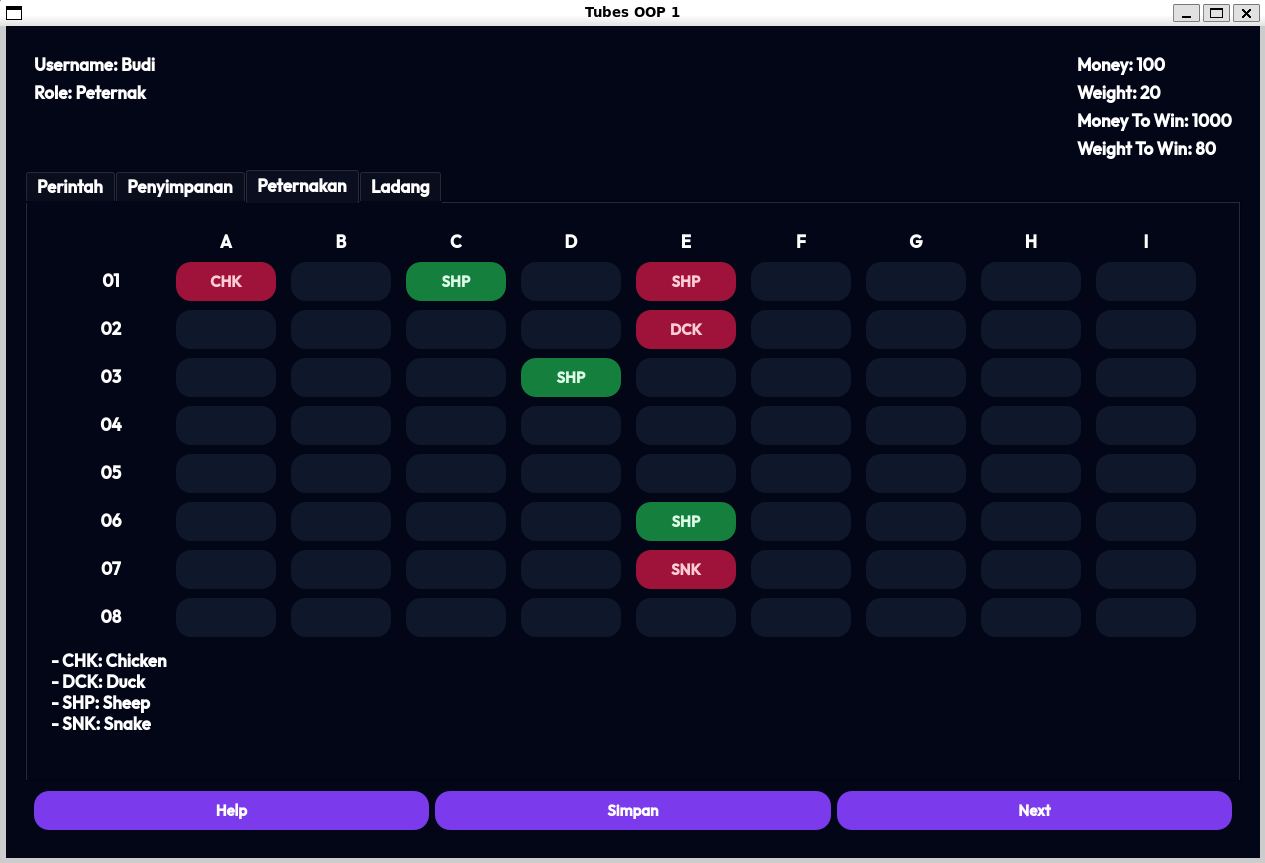 Tubes OOP 1
Username: Budi
Role: Peternak
Money: 100
Weight: 20
Money To Win: 1000
Weight To Win: 80
Perintah Penyimpanan Peternakan Ladang
A B C D E F G H I
01 CHK SHP SHP
02 DCK
03 SHP
04
05
06 SHP
07 SNK
08
- CHK: Chicken
- DCK: Duck
- SHP: Sheep
- SNK: Snake
Help Simpan Next